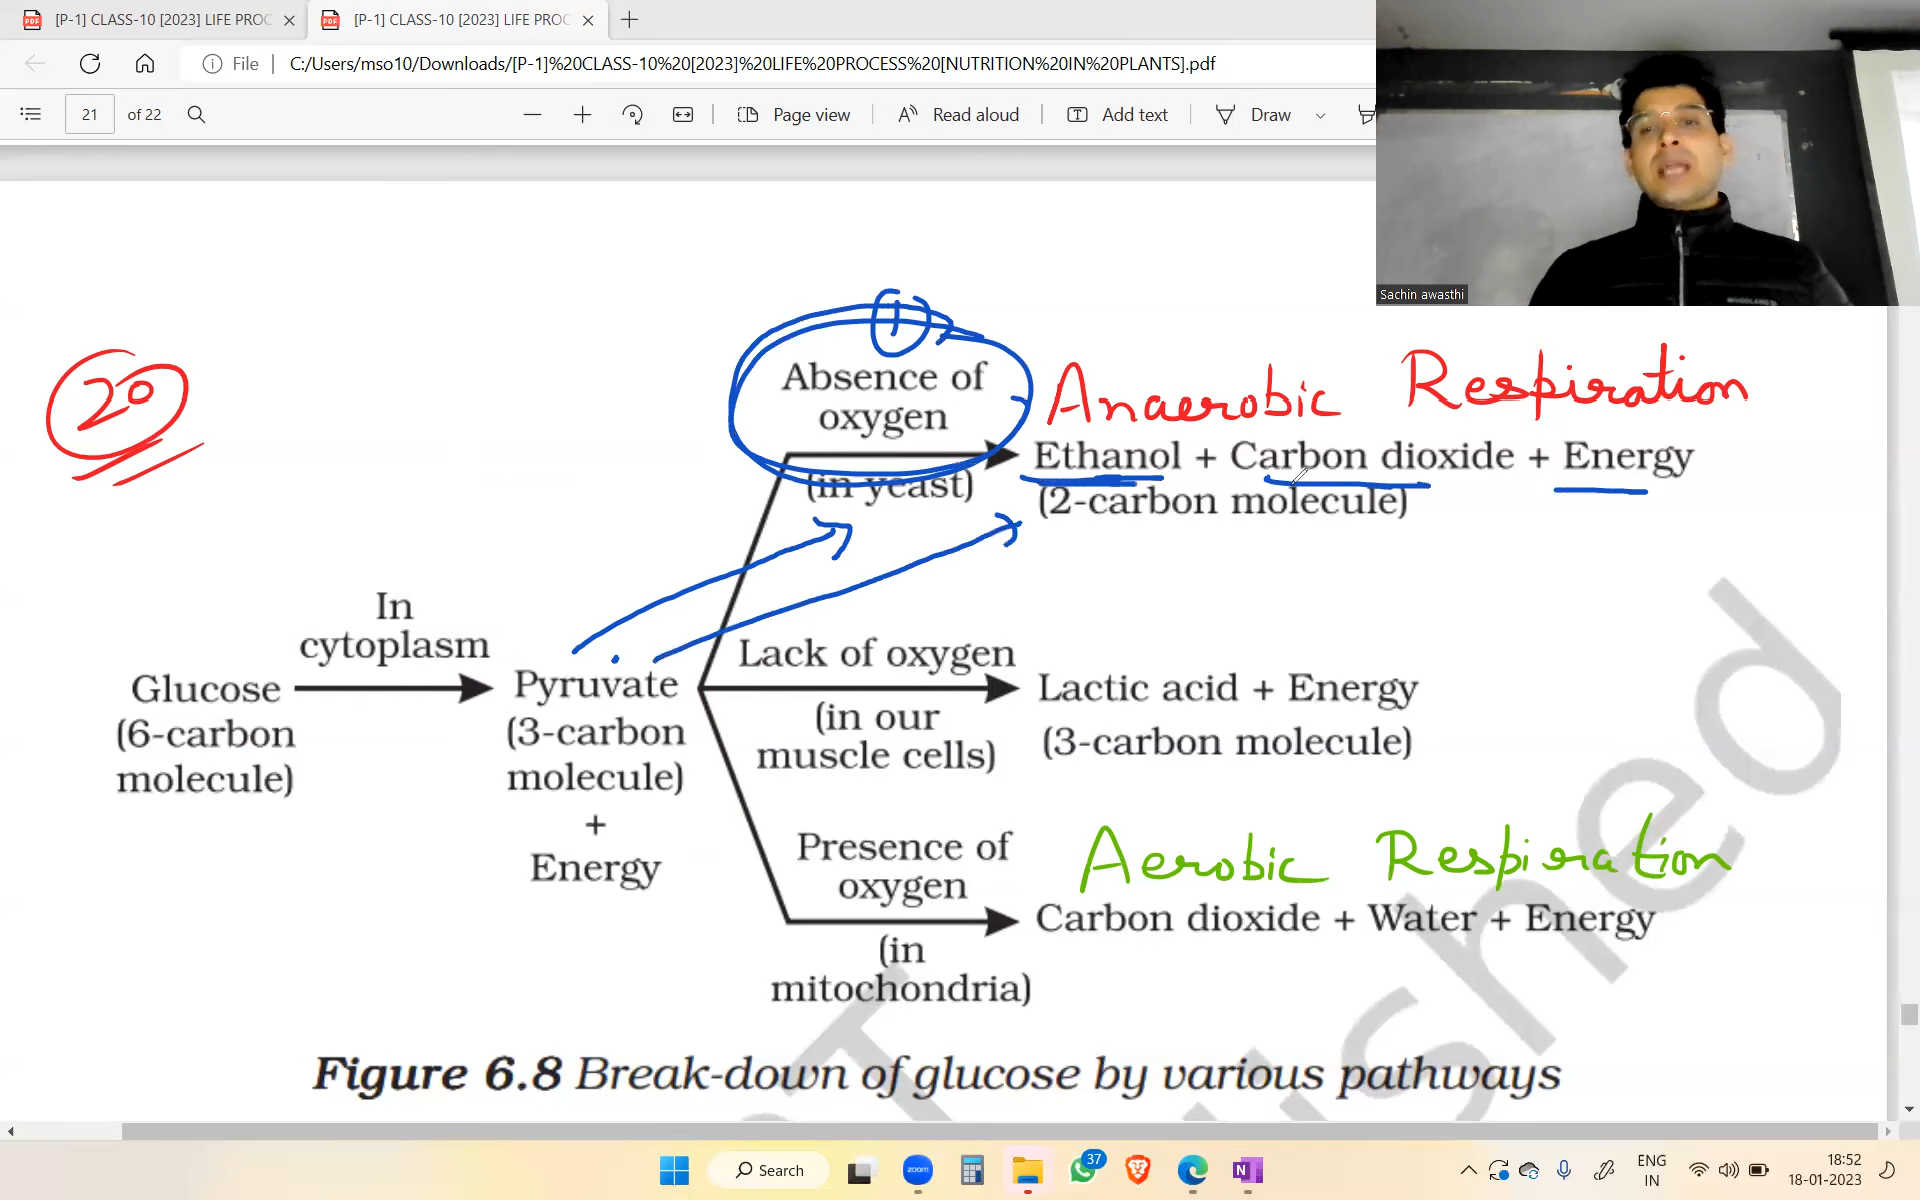 [P-1] CLASS-10 [2023] LIFE PROC
[P-1] CLASS-10 [2023] LIFE PROC
File
C:/Users/mso10/Downloads/[P-1]%20CLASS-10%20[2023]%20LIFE%20PROCESS%20[NUTRITION%20IN%20PLANTS].pdf
21 of 22
Page view
Read aloud
Add text
Draw
Sachin awasthi
20
1
Absence of
oxygen
(in yeast)
Anaerobic Respiration
Ethanol + Carbon dioxide + Energy
(2-carbon molecule)
In
cytoplasm
Glucose
(6-carbon
molecule)
Pyruvate
(3-carbon
molecule)
+
Energy
Lack of oxygen
(in our
muscle cells)
Lactic acid + Energy
(3-carbon molecule)
Presence of
oxygen
(in
mitochondria)
Aerobic Respiration
Carbon dioxide + Water + Energy
Figure 6.8 Break-down of glucose by various pathways
Search
zoom
37
N
ENG
IN
18:52
18-01-2023